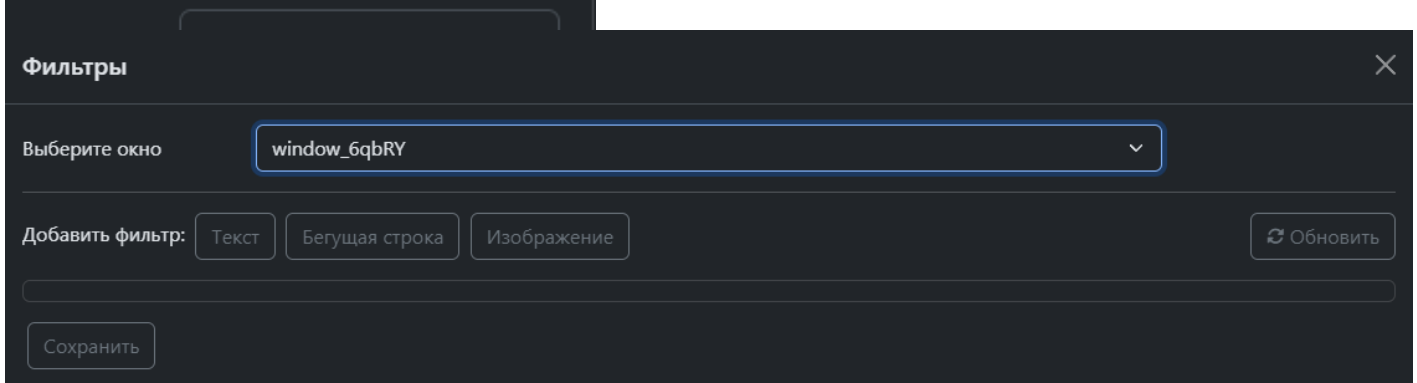 Фильтры
Выберите окно window_6qbRY
Добавить фильтр: Текст Бегущая строка Изображение Обновить
Сохранить